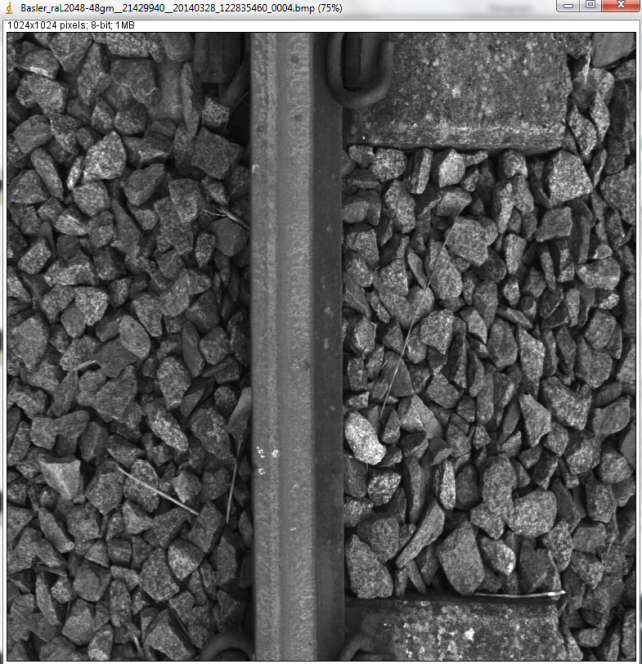 Basler_raL2048-48gm__21429940__20140328_122835460_0004.bmp (75%)
1024x1024 pixels; 8-bit; 1MB